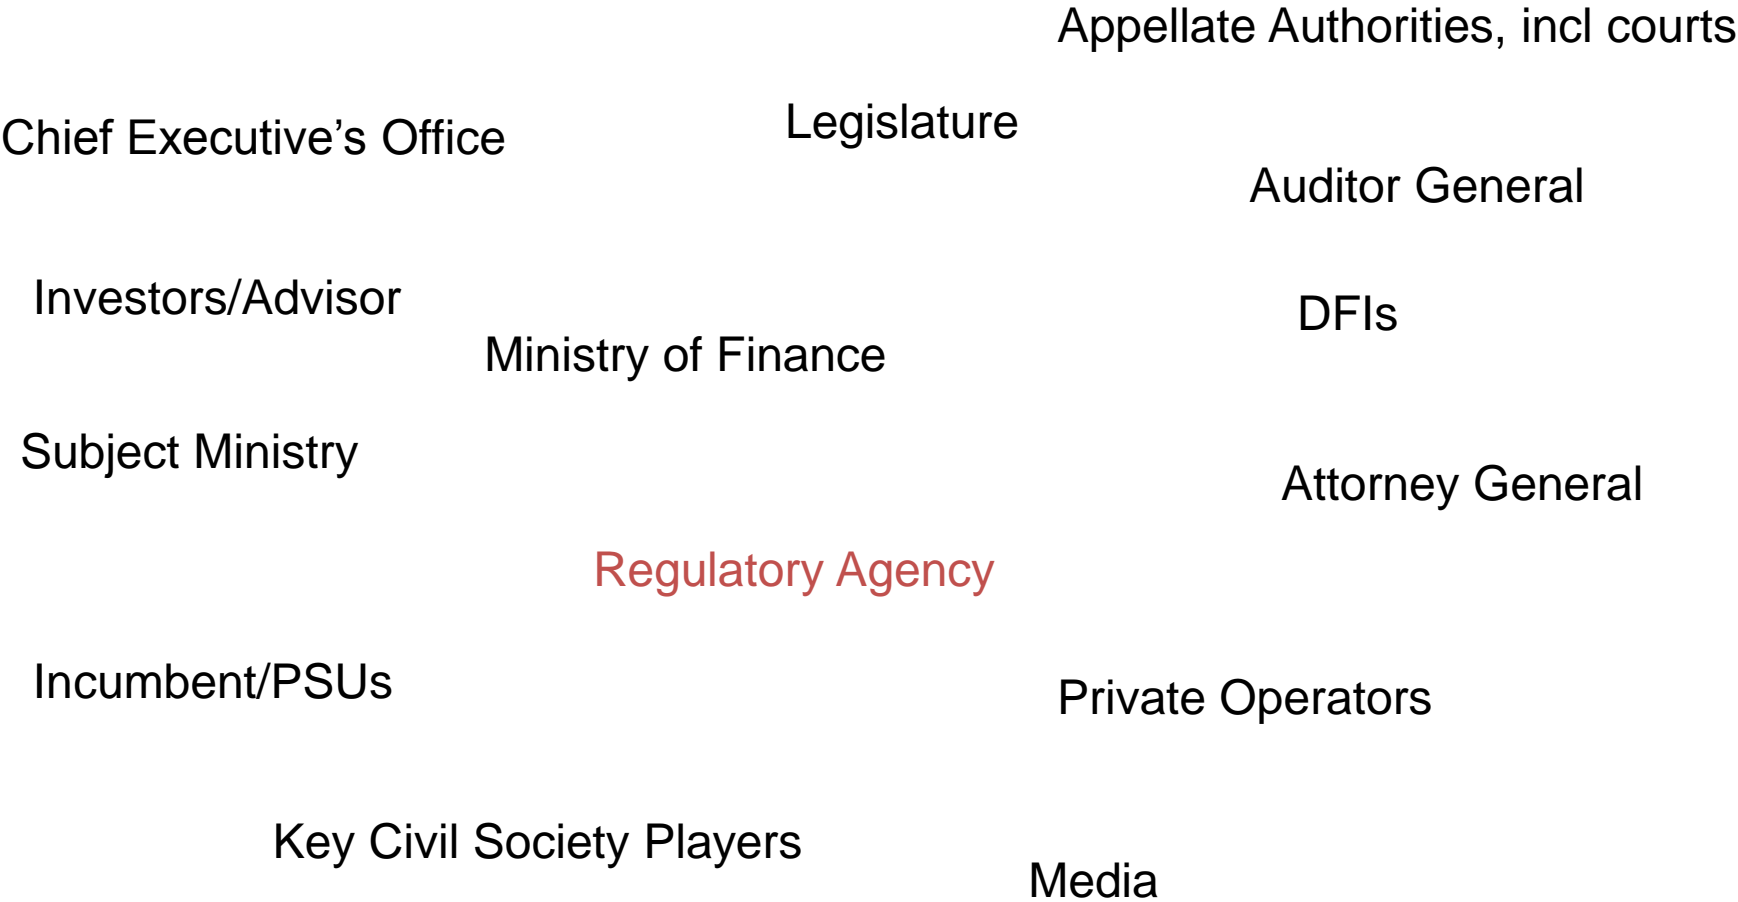 Appellate Authorities, incl courts
Legislature
Chief Executive’s Office
Auditor General
Investors/Advisor
DFIs
Ministry of Finance
Subject Ministry
Attorney General
Regulatory Agency
Incumbent/PSUs
Private Operators
Key Civil Society Players
Media